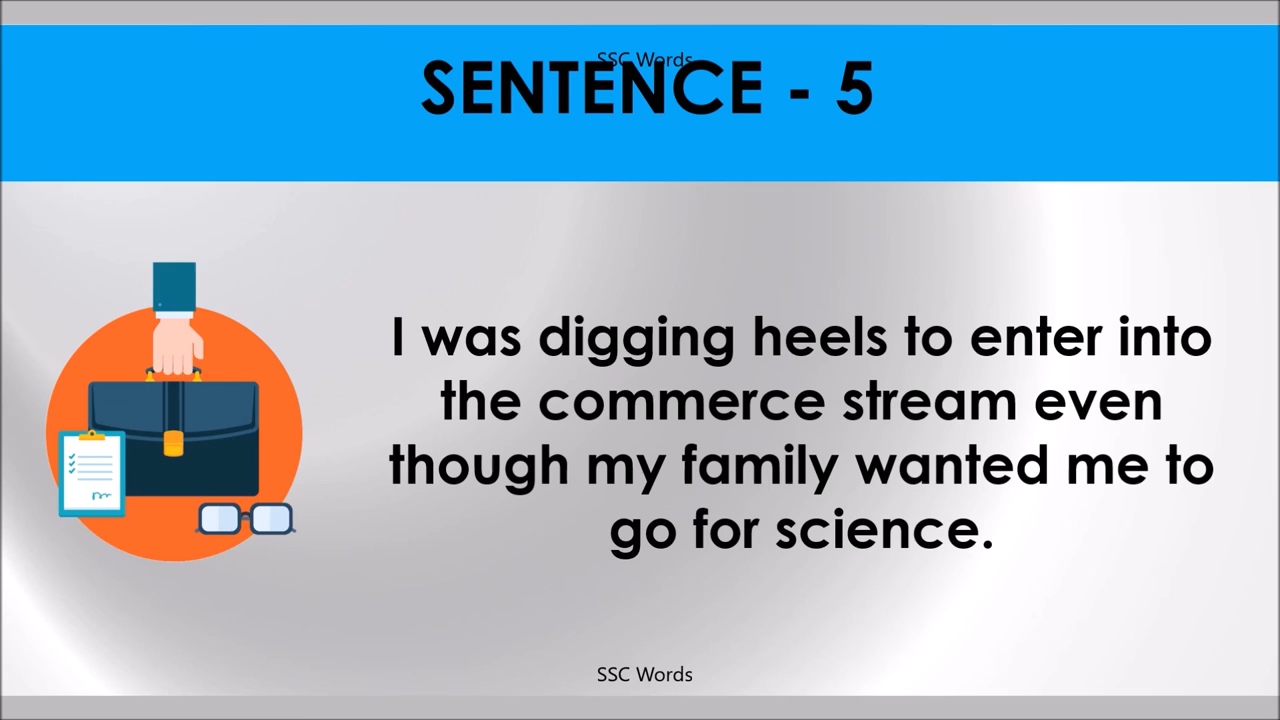 SSC Words
SENTENCE - 5
I was digging heels to enter into
the commerce stream even
though my family wanted me to
go for science.
SSC Words